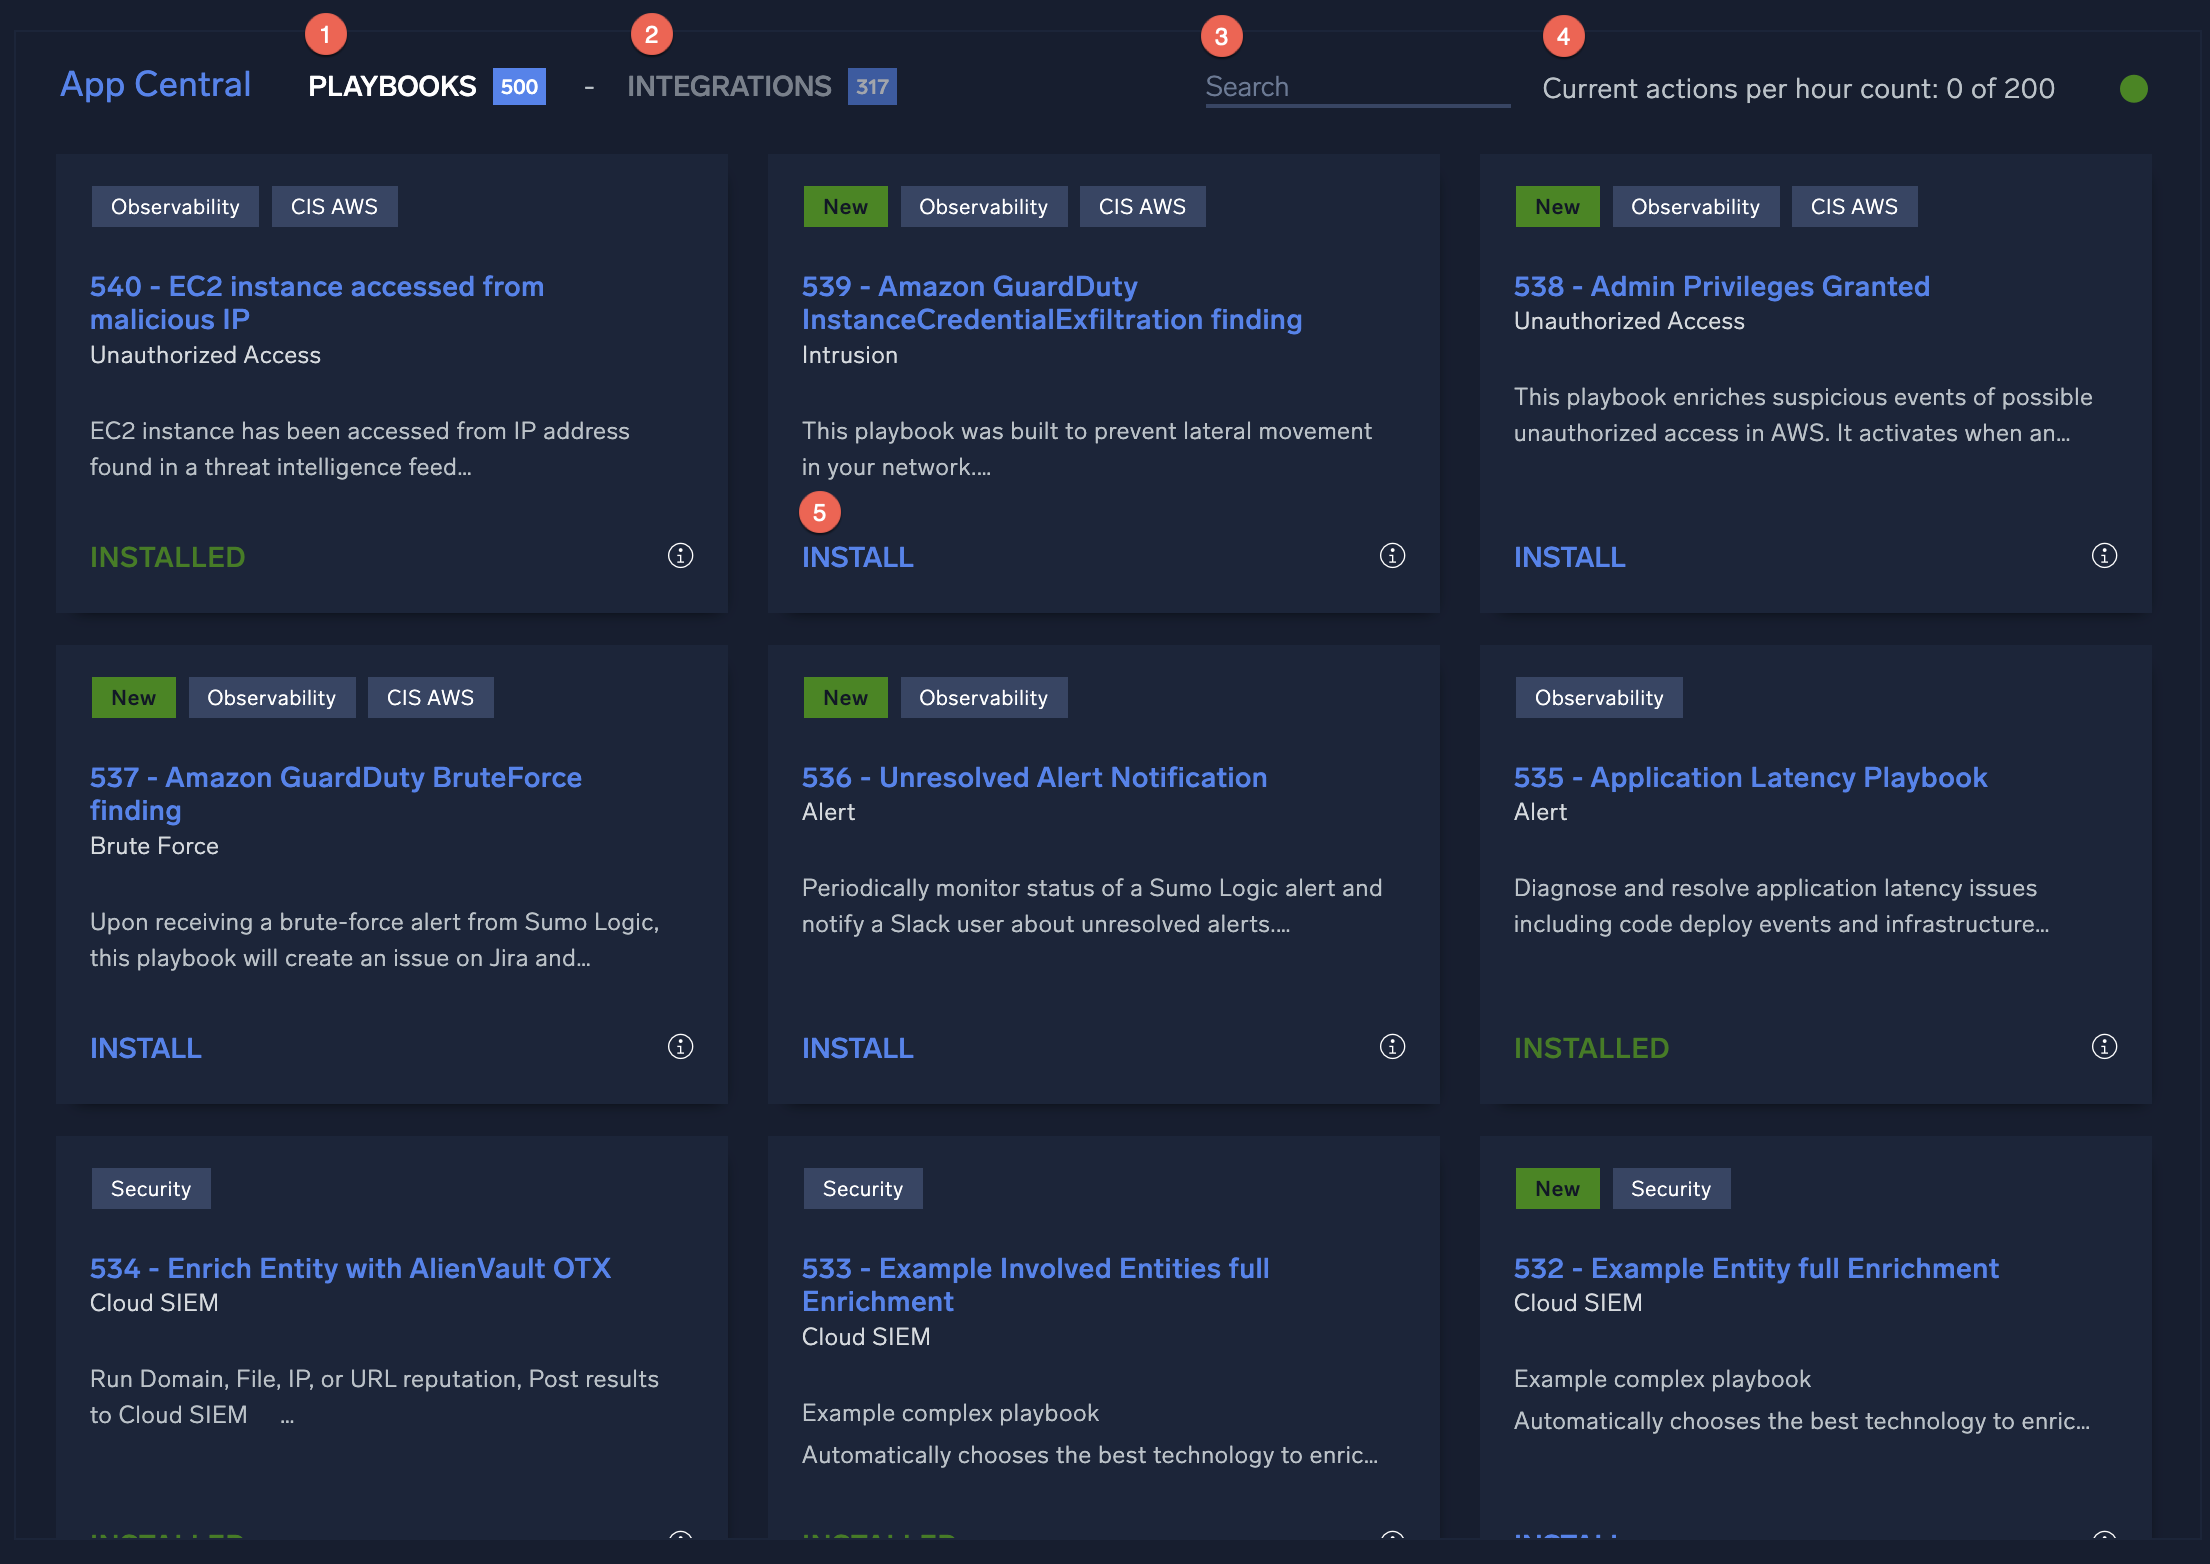 1
2
3
4
App Central
PLAYBOOKS 500 - INTEGRATIONS 317
Search
Current actions per hour count: 0 of 200
Observability CIS AWS
540 - EC2 instance accessed from
malicious IP
Unauthorized Access
EC2 instance has been accessed from IP address
found in a threat intelligence feed...
INSTALLED
New Observability CIS AWS
539 - Amazon GuardDuty
InstanceCredentialExfiltration finding
Intrusion
This playbook was built to prevent lateral movement
in your network....
5
INSTALL
New Observability CIS AWS
538 - Admin Privileges Granted
Unauthorized Access
This playbook enriches suspicious events of possible
unauthorized access in AWS. It activates when an...
INSTALL
New Observability CIS AWS
537 - Amazon GuardDuty BruteForce
finding
Brute Force
Upon receiving a brute-force alert from Sumo Logic,
this playbook will create an issue on Jira and...
INSTALL
New Observability
536 - Unresolved Alert Notification
Alert
Periodically monitor status of a Sumo Logic alert and
notify a Slack user about unresolved alerts....
INSTALL
Observability
535 - Application Latency Playbook
Alert
Diagnose and resolve application latency issues
including code deploy events and infrastructure...
INSTALLED
Security
534 - Enrich Entity with AlienVault OTX
Cloud SIEM
Run Domain, File, IP, or URL reputation, Post results
to Cloud SIEM ...
INSTALLED
Security
533 - Example Involved Entities full
Enrichment
Cloud SIEM
Example complex playbook
Automatically chooses the best technology to enric...
INSTALLED
New Security
532 - Example Entity full Enrichment
Cloud SIEM
Example complex playbook
Automatically chooses the best technology to enric...
INSTALL